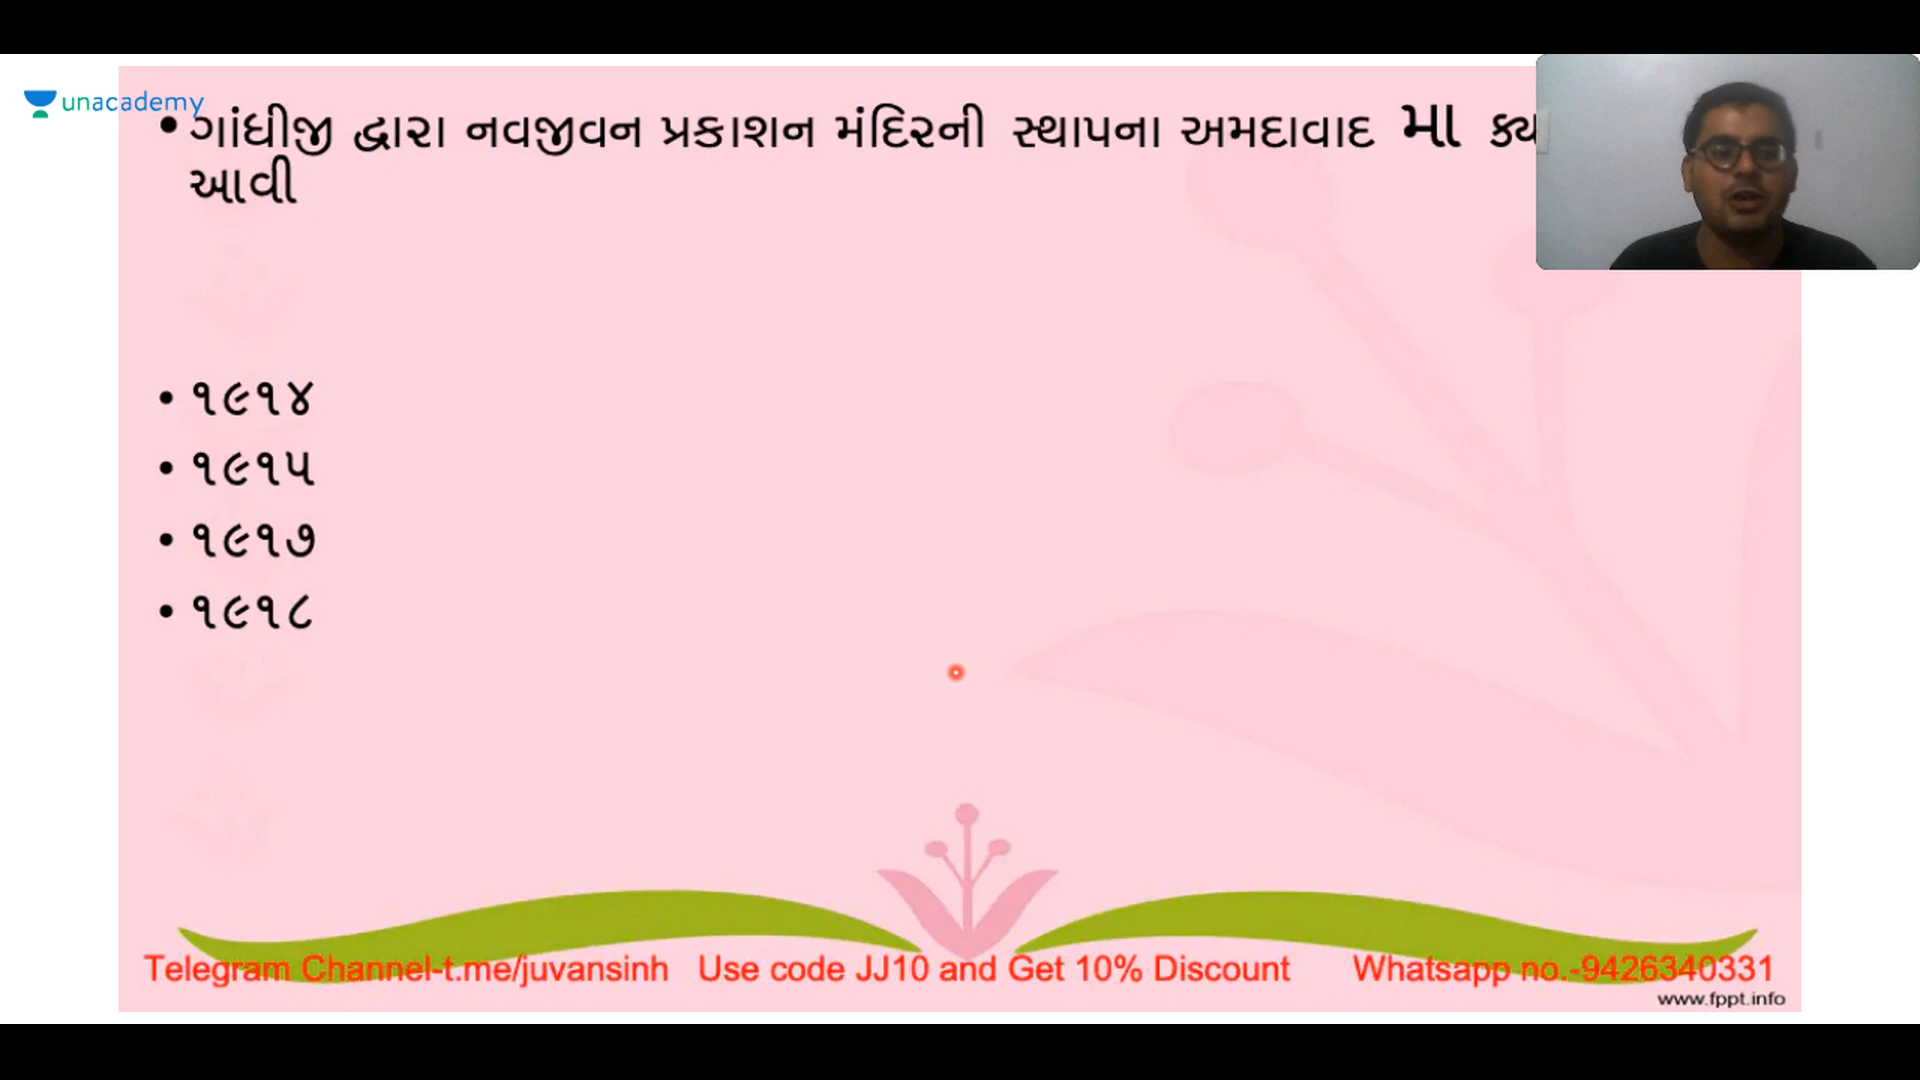 unacademy
• ગાંધીજી દ્વારા નવજીવન પ્રકાશન મંદિરની સ્થાપના અમદાવાદ મા
આવી
• ૧૯૧૪
• ૧૯૧૫
• ૧૯૧૭
• ૧૯૧૮
Telegram Channel-t.me/juvansinh Use code JJ10 and Get 10% Discount Whatsapp no.-9426340331
www.fppt.info